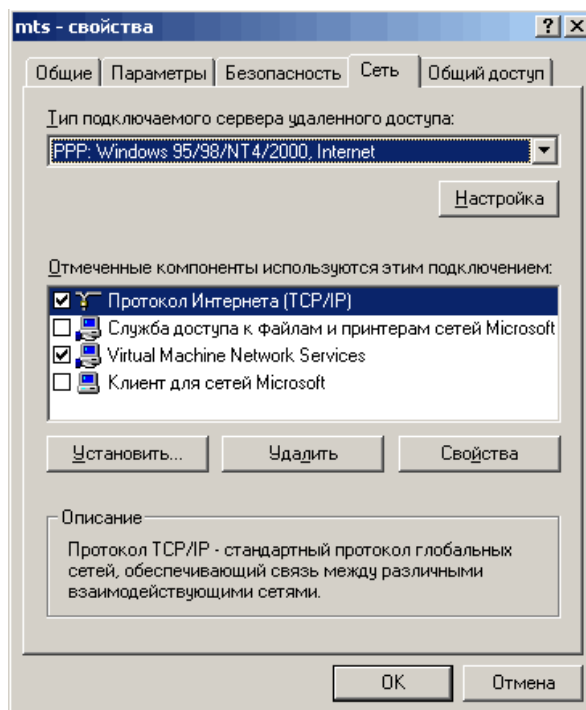 mts - свойства
Общие Параметры Безопасность Сеть Общий доступ
Тип подключаемого сервера удаленного доступа:
PPP: Windows 95/98/NT4/2000, Internet
Настройка
Отмеченные компоненты используются этим подключением:
Протокол Интернета (TCP/IP)
Служба доступа к файлам и принтерам сетей Microsoft
Virtual Machine Network Services
Клиент для сетей Microsoft
Установить... Удалить Свойства
Описание
Протокол TCP/IP - стандартный протокол глобальных
сетей, обеспечивающий связь между различными
взаимодействующими сетями.
OK Отмена